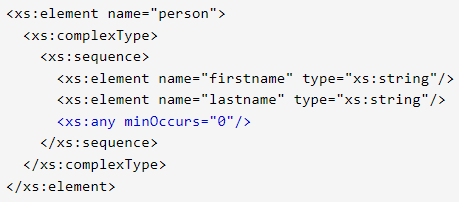 <xs:element name="person">
  <xs:complexType>
    <xs:sequence>
      <xs:element name="firstname" type="xs:string"/>
      <xs:element name="lastname" type="xs:string"/>
      <xs:any minOccurs="0"/>
    </xs:sequence>
  </xs:complexType>
</xs:element>